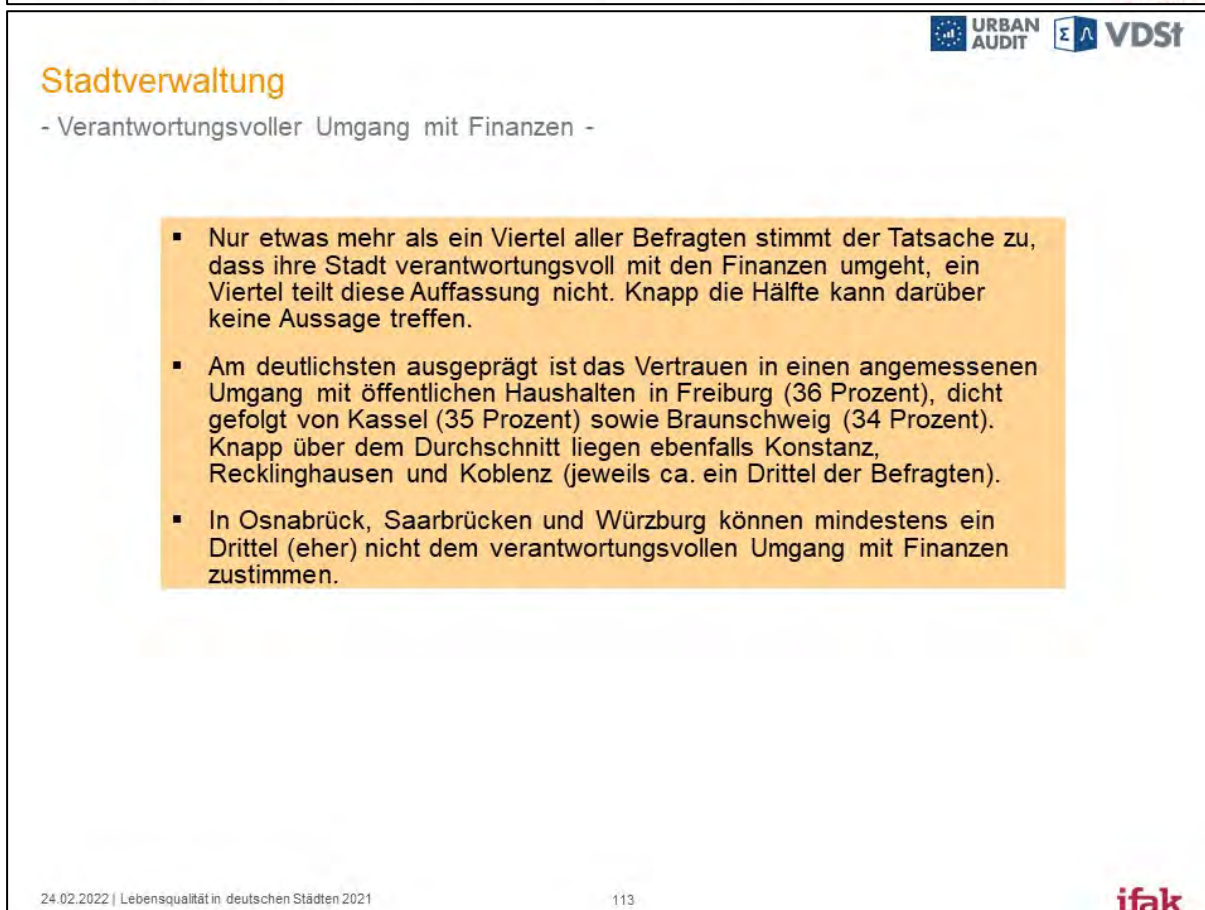 URBAN
AUDIT
Σ
VDSt
Stadtverwaltung
- Verantwortungsvoller Umgang mit Finanzen -
▪ Nur etwas mehr als ein Viertel aller Befragten stimmt der Tatsache zu,
dass ihre Stadt verantwortungsvoll mit den Finanzen umgeht, ein
Viertel teilt diese Auffassung nicht. Knapp die Hälfte kann darüber
keine Aussage treffen.
▪ Am deutlichsten ausgeprägt ist das Vertrauen in einen angemessenen
Umgang mit öffentlichen Haushalten in Freiburg (36 Prozent), dicht
gefolgt von Kassel (35 Prozent) sowie Braunschweig (34 Prozent).
Knapp über dem Durchschnitt liegen ebenfalls Konstanz,
Recklinghausen und Koblenz (jeweils ca. ein Drittel der Befragten).
▪ In Osnabrück, Saarbrücken und Würzburg können mindestens ein
Drittel (eher) nicht dem verantwortungsvollen Umgang mit Finanzen
zustimmen.
24.02.2022 | Lebensqualität in deutschen Städten 2021
113
ifak